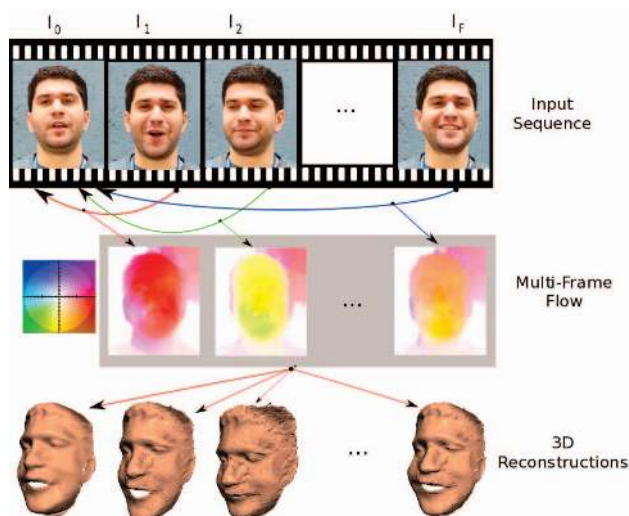 I0 I1 I2 IF
...
Input
Sequence
Multi-Frame
Flow
...
3D
Reconstructions
...